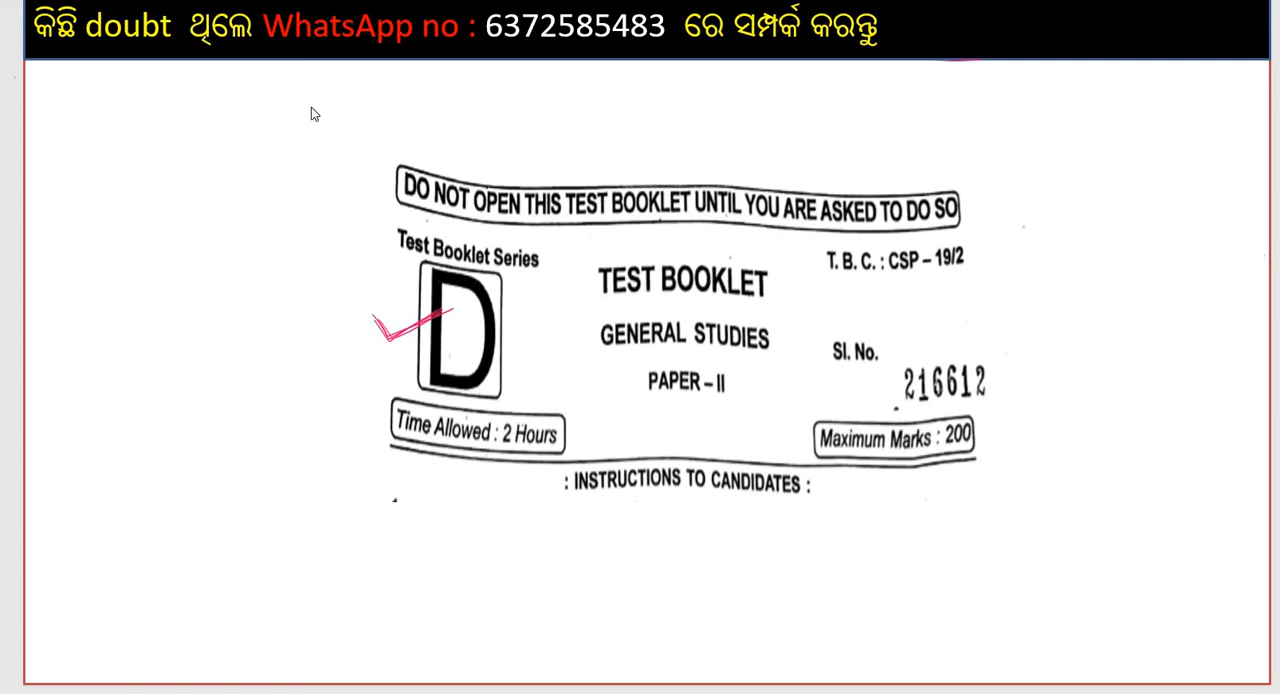 କିଛି doubt ଥିଲେ WhatsApp no : 6372585483 ରେ ସମ୍ପର୍କ କରନ୍ତୁ
DO NOT OPEN THIS TEST BOOKLET UNTIL YOU ARE ASKED TO DO SO
Test Booklet Series
T. B. C. : CSP – 19/2
D
TEST BOOKLET
GENERAL STUDIES
PAPER – II
Sl. No.
216612
Time Allowed : 2 Hours
Maximum Marks : 200
: INSTRUCTIONS TO CANDIDATES :